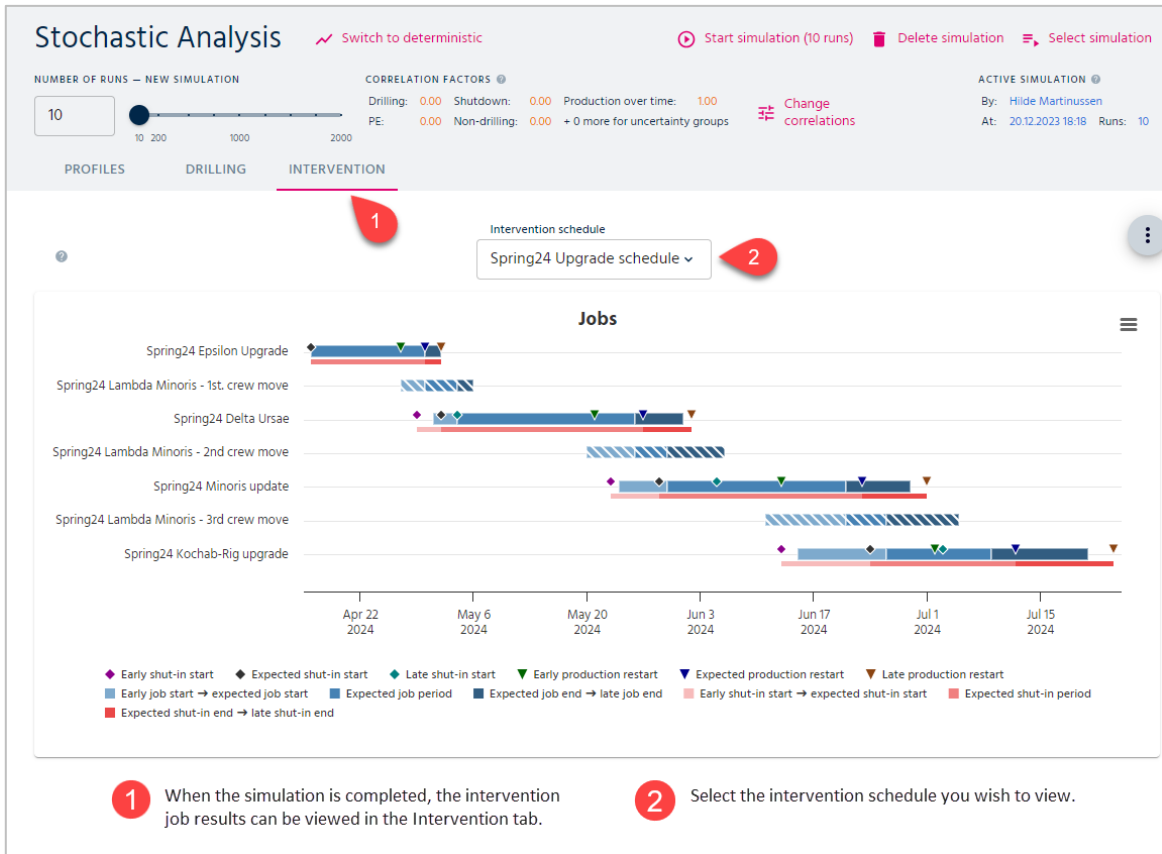 Stochastic Analysis
Switch to deterministic
Start simulation (10 runs)
Delete simulation
Select simulation
NUMBER OF RUNS — NEW SIMULATION
10
10 200 1000 2000
CORRELATION FACTORS
Drilling: 0.00 Shutdown: 0.00 Production over time: 1.00
PE: 0.00 Non-drilling: 0.00 + 0 more for uncertainty groups
Change
correlations
ACTIVE SIMULATION
By: Hilde Martinussen
At: 20.12.2023 18:18 Runs: 10
PROFILES DRILLING INTERVENTION
1
Intervention schedule
Spring24 Upgrade schedule
2
Jobs
Spring24 Epsilon Upgrade
Spring24 Lambda Minoris - 1st. crew move
Spring24 Delta Ursae
Spring24 Lambda Minoris - 2nd crew move
Spring24 Minoris update
Spring24 Lambda Minoris - 3rd crew move
Spring24 Kochab-Rig upgrade
Apr 22 May 6 May 20 Jun 3 Jun 17 Jul 1 Jul 15
2024 2024 2024 2024 2024 2024 2024
Early shut-in start Expected shut-in start Late shut-in start Early production restart Expected production restart Late production restart
Early job start → expected job start Expected job period Expected job end → late job end Early shut-in start → expected shut-in start Expected shut-in period
Expected shut-in end → late shut-in end
1
When the simulation is completed, the intervention
job results can be viewed in the Intervention tab.
2
Select the intervention schedule you wish to view.